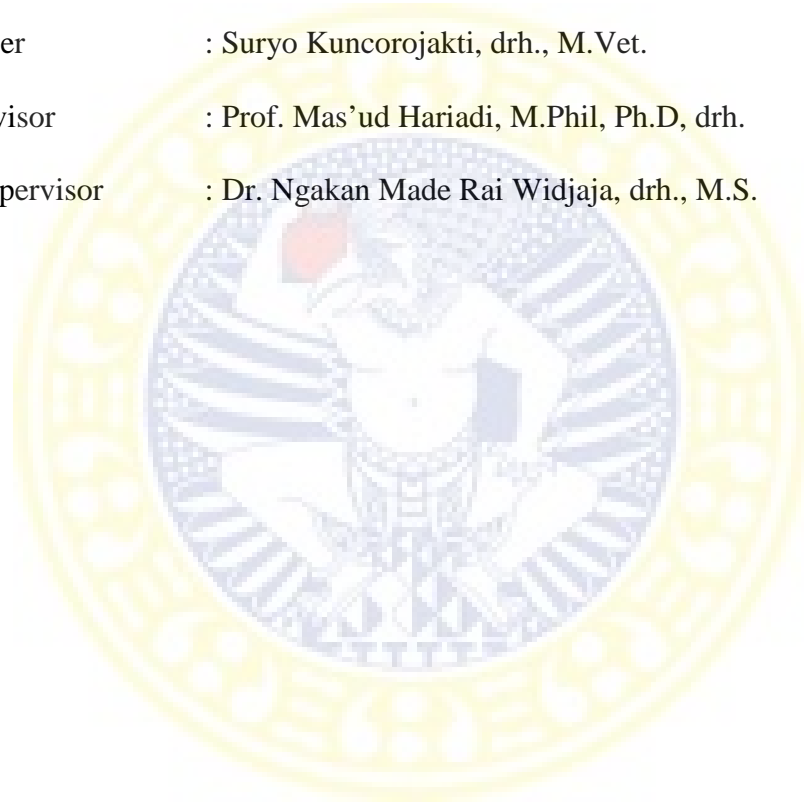 er : Suryo Kuncorojakti, drh., M.Vet.
visor : Prof. Mas’ud Hariadi, M.Phil, Ph.D, drh.
pervisor : Dr. Ngakan Made Rai Widjaja, drh., M.S.